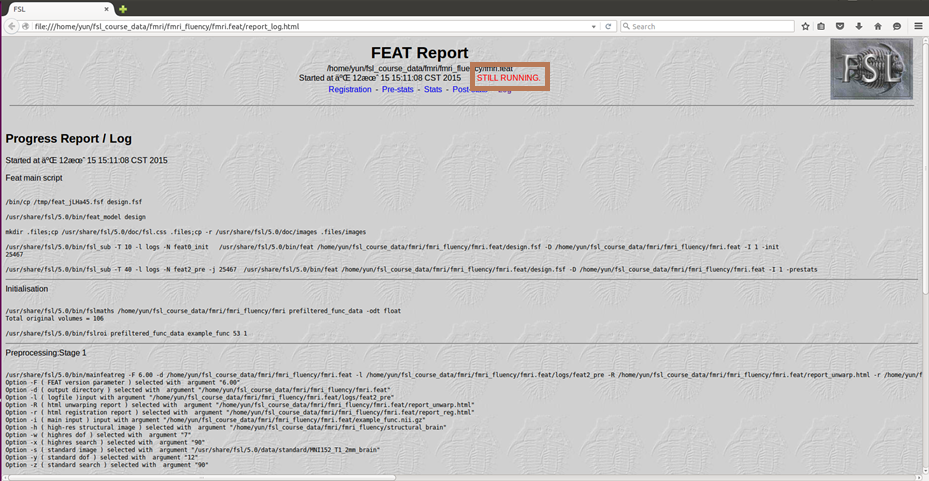 FSL
file:///home/yun/fsl_course_data/fmri/fmri_fluency/fmri.feat/report_log.html
Search
FEAT Report
/home/yun/fsl_course_data/fmri/fmri_fluency/fmri.feat
Started at äºŒ 12æœˆ 15 15:11:08 CST 2015 STILL RUNNING.
Registration - Pre-stats - Stats - Post-stats - Log
FSL
Progress Report / Log
Started at äºŒ 12æœˆ 15 15:11:08 CST 2015
Feat main script
/bin/cp /tmp/feat_jLHa45.fsf design.fsf
/usr/share/fsl/5.0/bin/feat_model design
mkdir .files;cp /usr/share/fsl/5.0/doc/fsl.css .files;cp -r /usr/share/fsl/5.0/doc/images .files/images
/usr/share/fsl/5.0/bin/fsl_sub -T 10 -l logs -N feat0_init /usr/share/fsl/5.0/bin/feat /home/yun/fsl_course_data/fmri/fmri_fluency/fmri.feat/design.fsf -D /home/yun/fsl_course_data/fmri/fmri_fluency/fmri.feat -I 1 -init
25467
/usr/share/fsl/5.0/bin/fsl_sub -T 40 -l logs -N feat2_pre -j 25467 /usr/share/fsl/5.0/bin/feat /home/yun/fsl_course_data/fmri/fmri_fluency/fmri.feat/design.fsf -D /home/yun/fsl_course_data/fmri/fmri_fluency/fmri.feat -I 1 -prestats
Initialisation
/usr/share/fsl/5.0/bin/fslmaths /home/yun/fsl_course_data/fmri/fmri_fluency/fmri prefiltered_func_data -odt float
Total original volumes = 106
/usr/share/fsl/5.0/bin/fslroi prefiltered_func_data example_func 53 1
Preprocessing:Stage 1
/usr/share/fsl/5.0/bin/mainfeatreg -F 6.00 -d /home/yun/fsl_course_data/fmri/fmri_fluency/fmri.feat -l /home/yun/fsl_course_data/fmri/fmri_fluency/fmri.feat/logs/feat2_pre -R /home/yun/fsl_course_data/fmri/fmri_fluency/fmri.feat/report_unwarp.html -r /home/yun/f
Option -F ( FEAT version parameter ) selected with argument "6.00"
Option -d ( output directory ) selected with argument "/home/yun/fsl_course_data/fmri/fmri_fluency/fmri.feat"
Option -l ( logfile )input with argument "/home/yun/fsl_course_data/fmri/fmri_fluency/fmri.feat/logs/feat2_pre"
Option -R ( html unwarping report ) selected with argument "/home/yun/fsl_course_data/fmri/fmri_fluency/fmri.feat/report_unwarp.html"
Option -r ( html registration report ) selected with argument "/home/yun/fsl_course_data/fmri/fmri_fluency/fmri.feat/report_reg.html"
Option -i ( main input ) input with argument "/home/yun/fsl_course_data/fmri/fmri_fluency/fmri.feat/example_func.nii.gz"
Option -h ( high-res structural image ) selected with argument "/home/yun/fsl_course_data/fmri/fmri_fluency/structural_brain"
Option -w ( highres dof ) selected with argument "7"
Option -x ( highres search ) selected with argument "90"
Option -s ( standard image ) selected with argument "/usr/share/fsl/5.0/data/standard/MNI152_T1_2mm_brain"
Option -y ( standard dof ) selected with argument "12"
Option -z ( standard search ) selected with argument "90"